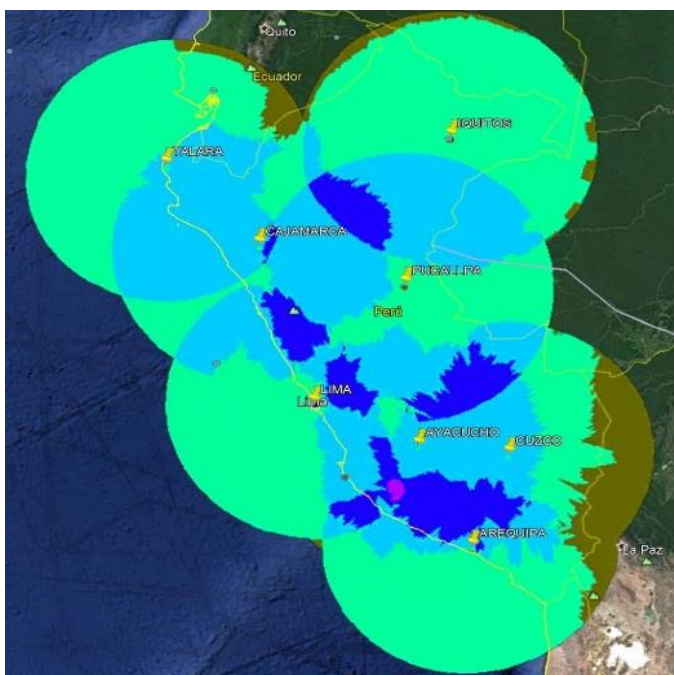 Quito
Ecuador
IQUITOS
TALARA
CAJAMARCA
PUCALLPA
Perú
LIMA
Lima
AYACUCHO
CUZCO
AREQUIPA
La Paz